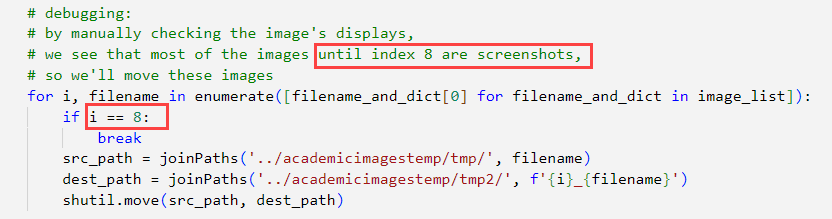 # debugging:
# by manually checking the image's displays,
# we see that most of the images until index 8 are screenshots,
# so we'll move these images
for i, filename in enumerate([filename_and_dict[0] for filename_and_dict in image_list]):
    if i == 8:
        break
    src_path = joinPaths('../academicimagestemp/tmp/', filename)
    dest_path = joinPaths('../academicimagestemp/tmp2/', f'{i}_{filename}')
    shutil.move(src_path, dest_path)